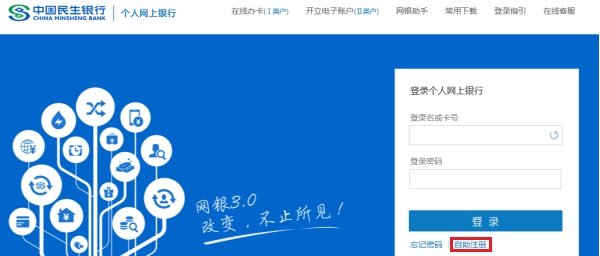 中国民生银行 个人网上银行 在线办卡(Ⅰ类户) 开立电子账户(Ⅱ类户) 网银助手 常用下载 登录指引 在线客服
CHINA MINSHENG BANK
登录个人网上银行
登录名或卡号
登录密码
网银3.0
改变，不止所见！
登 录
忘记密码 自助注册